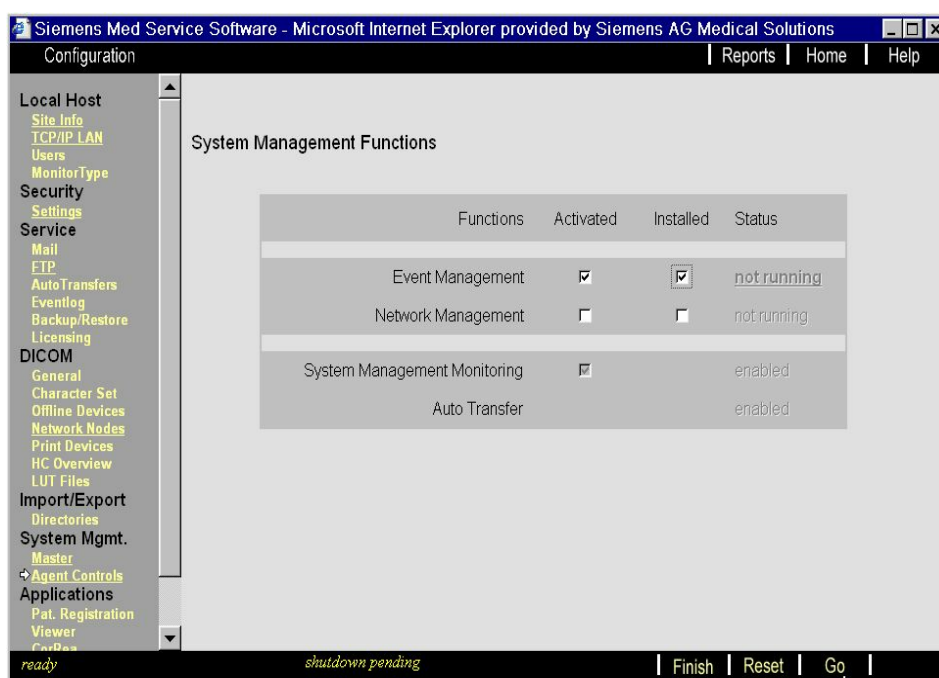 Siemens Med Service Software - Microsoft Internet Explorer provided by Siemens AG Medical Solutions
Configuration
Reports
Home
Help
Local Host
Site Info
TCP/IP LAN
Users
MonitorType
Security
Settings
Service
Mail
FTP
AutoTransfers
Eventlog
Backup/Restore
Licensing
DICOM
General
Character Set
Offline Devices
Network Nodes
Print Devices
HC Overview
LUT Files
Import/Export
Directories
System Mgmt.
Master
Agent Controls
Applications
Pat. Registration
Viewer
CorRea
System Management Functions
Functions Activated Installed Status
Event Management not running
Network Management not running
System Management Monitoring enabled
Auto Transfer enabled
ready
shutdown pending
Finish
Reset
Go